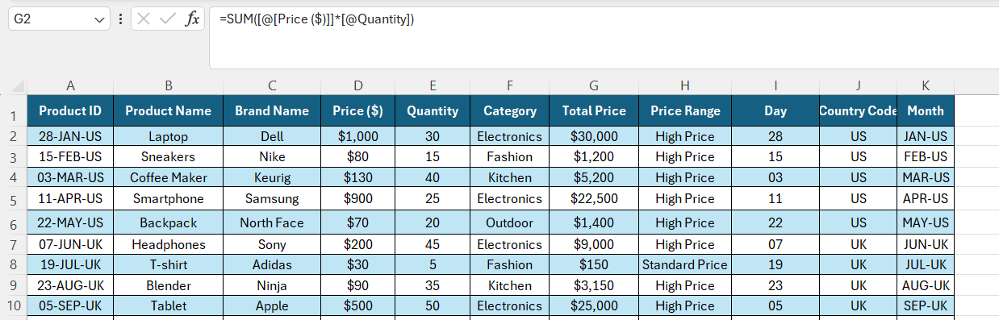 G2 fx =SUM([@[Price ($)]]*[@Quantity])
A B C D E F G H I J K
1 Product ID Product Name Brand Name Price ($) Quantity Category Total Price Price Range Day Country Code Month
2 28-JAN-US Laptop Dell $1,000 30 Electronics $30,000 High Price 28 US JAN-US
3 15-FEB-US Sneakers Nike $80 15 Fashion $1,200 High Price 15 US FEB-US
4 03-MAR-US Coffee Maker Keurig $130 40 Kitchen $5,200 High Price 03 US MAR-US
5 11-APR-US Smartphone Samsung $900 25 Electronics $22,500 High Price 11 US APR-US
6 22-MAY-US Backpack North Face $70 20 Outdoor $1,400 High Price 22 US MAY-US
7 07-JUN-UK Headphones Sony $200 45 Electronics $9,000 High Price 07 UK JUN-UK
8 19-JUL-UK T-shirt Adidas $30 5 Fashion $150 Standard Price 19 UK JUL-UK
9 23-AUG-UK Blender Ninja $90 35 Kitchen $3,150 High Price 23 UK AUG-UK
10 05-SEP-UK Tablet Apple $500 50 Electronics $25,000 High Price 05 UK SEP-UK